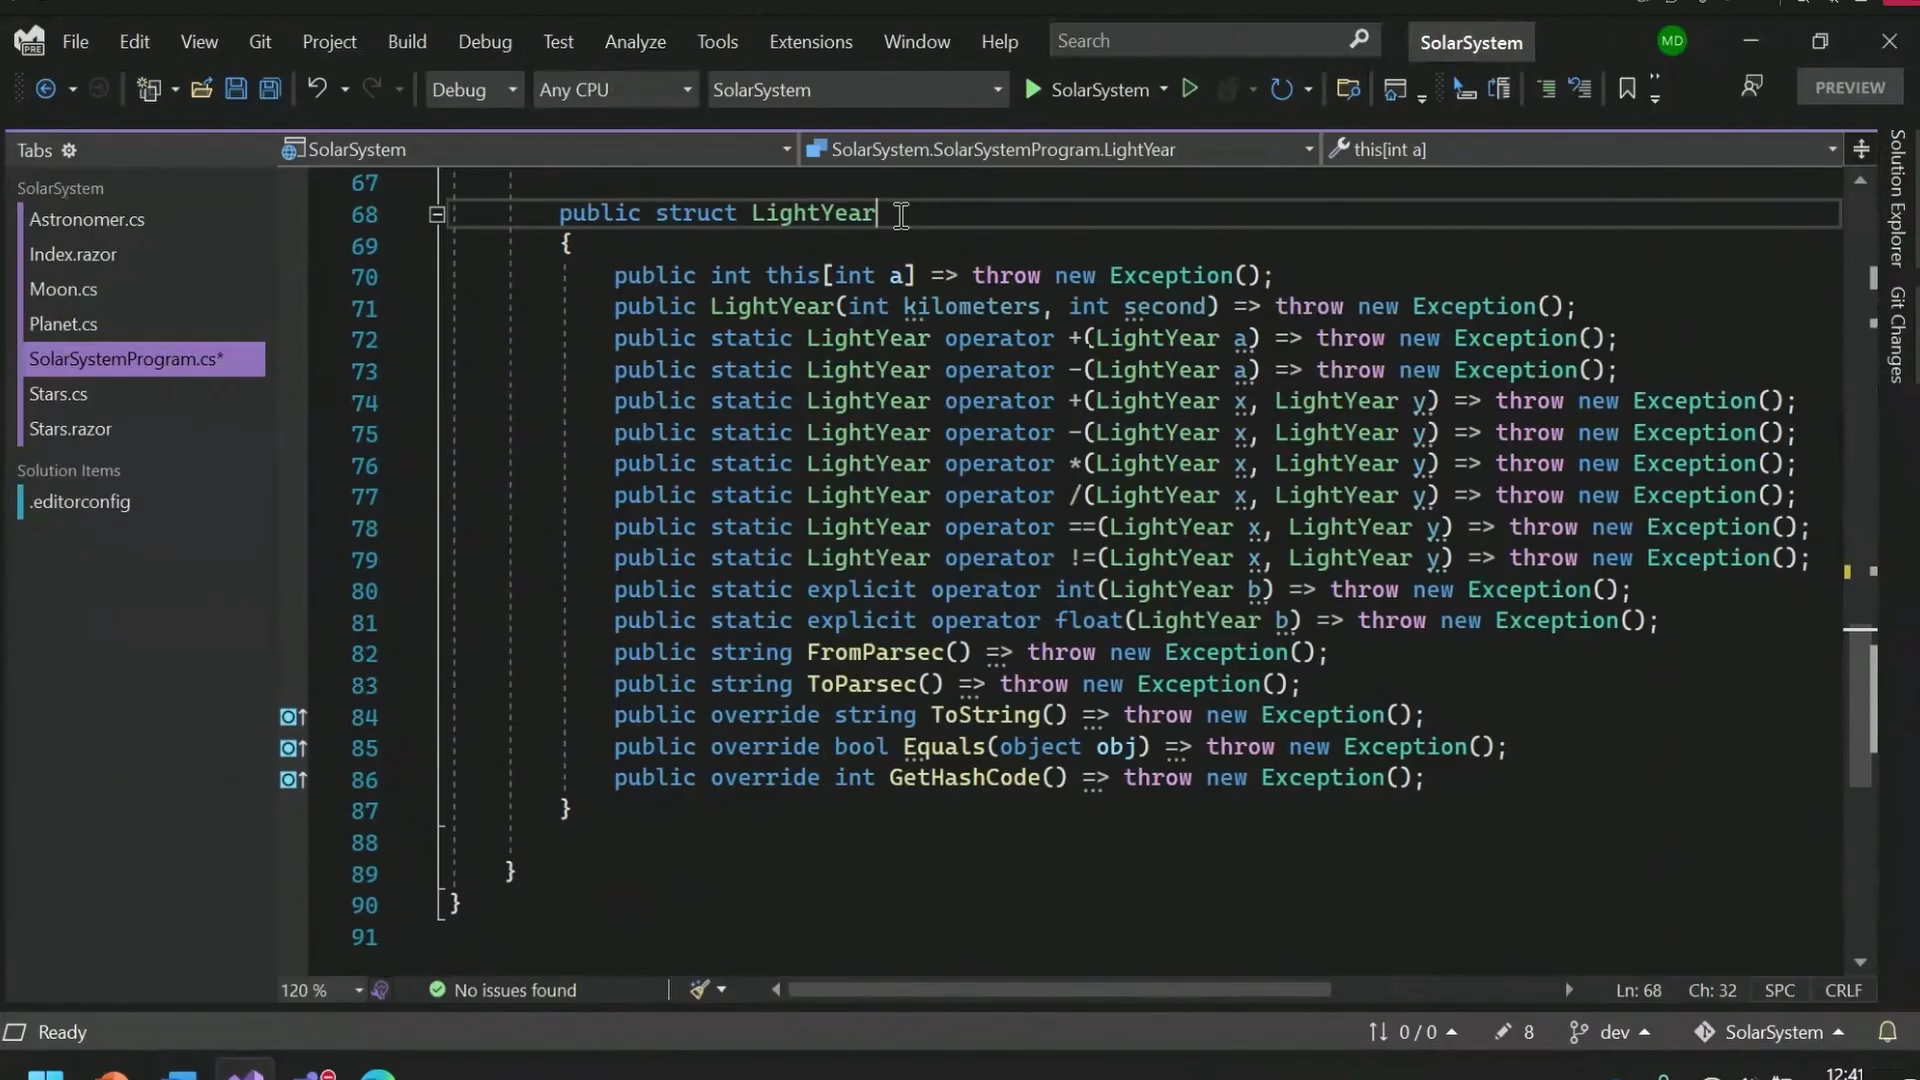 PRE
File Edit View Git Project Build Debug Test Analyze Tools Extensions Window Help Search SolarSystem MD
Debug Any CPU SolarSystem SolarSystem PREVIEW
Tabs
SolarSystem
Astronomer.cs
Index.razor
Moon.cs
Planet.cs
SolarSystemProgram.cs*
Stars.cs
Stars.razor
Solution Items
.editorconfig
SolarSystem SolarSystem.SolarSystemProgram.LightYear this[int a]
67
68 public struct LightYear
69 {
70 public int this[int a] => throw new Exception();
71 public LightYear(int kilometers, int second) => throw new Exception();
72 public static LightYear operator +(LightYear a) => throw new Exception();
73 public static LightYear operator -(LightYear a) => throw new Exception();
74 public static LightYear operator +(LightYear x, LightYear y) => throw new Exception();
75 public static LightYear operator -(LightYear x, LightYear y) => throw new Exception();
76 public static LightYear operator *(LightYear x, LightYear y) => throw new Exception();
77 public static LightYear operator /(LightYear x, LightYear y) => throw new Exception();
78 public static LightYear operator ==(LightYear x, LightYear y) => throw new Exception();
79 public static LightYear operator !=(LightYear x, LightYear y) => throw new Exception();
80 public static explicit operator int(LightYear b) => throw new Exception();
81 public static explicit operator float(LightYear b) => throw new Exception();
82 public string FromParsec() => throw new Exception();
83 public string ToParsec() => throw new Exception();
84 public override string ToString() => throw new Exception();
85 public override bool Equals(object obj) => throw new Exception();
86 public override int GetHashCode() => throw new Exception();
87 }
88
89 }
90 }
91
Solution Explorer
Git Changes
120 % No issues found Ln: 68 Ch: 32 SPC CRLF
Ready 0 / 0 8 dev SolarSystem
12:41